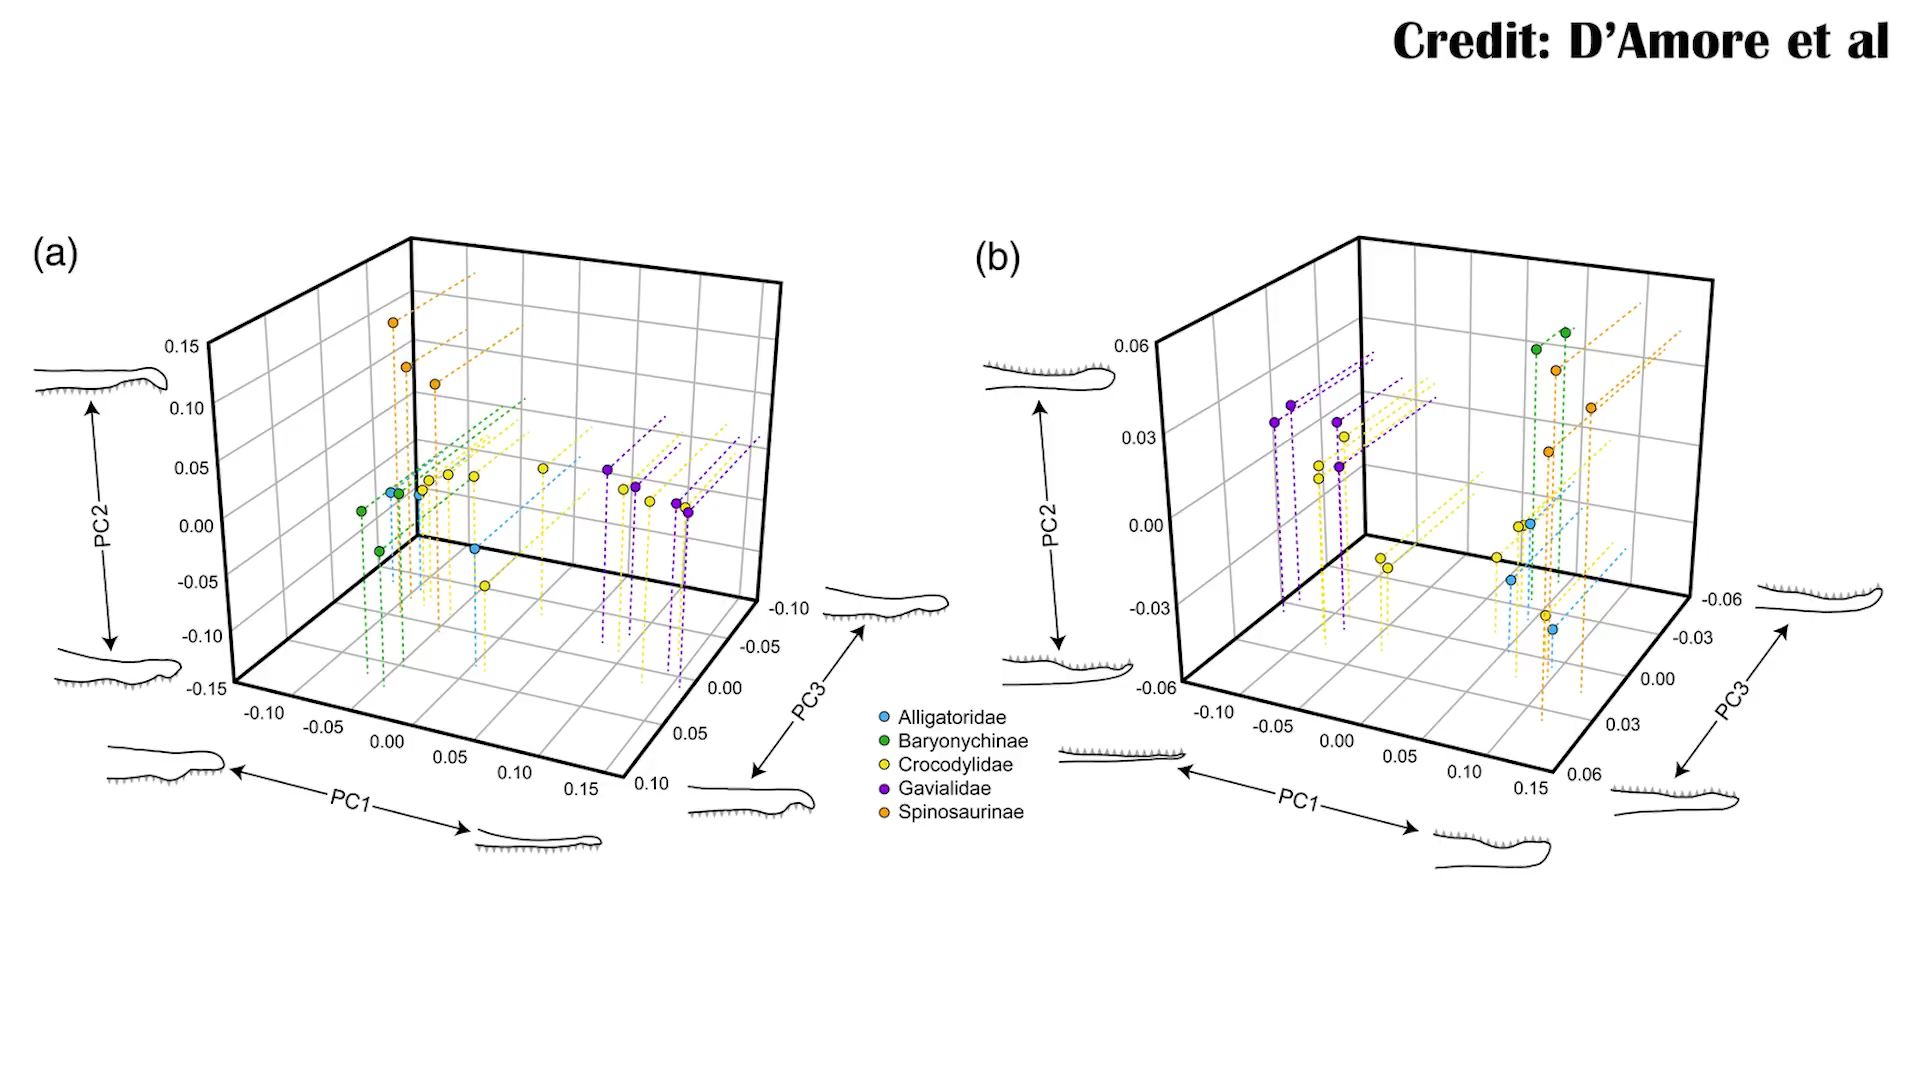 Credit: D'Amore et al
(a)
0.15
0.10
0.05
0.00
-0.05
-0.10
-0.15
PC2
-0.10
-0.05
0.00
0.05
0.10
0.15
PC1
-0.10
-0.05
0.00
0.05
0.10
PC3
Alligatoridae
Baryonychinae
Crocodylidae
Gavialidae
Spinosaurinae
(b)
0.06
0.03
0.00
-0.03
-0.06
PC2
-0.10
-0.05
0.00
0.05
0.10
0.15
PC1
-0.06
-0.03
0.00
0.03
0.06
PC3